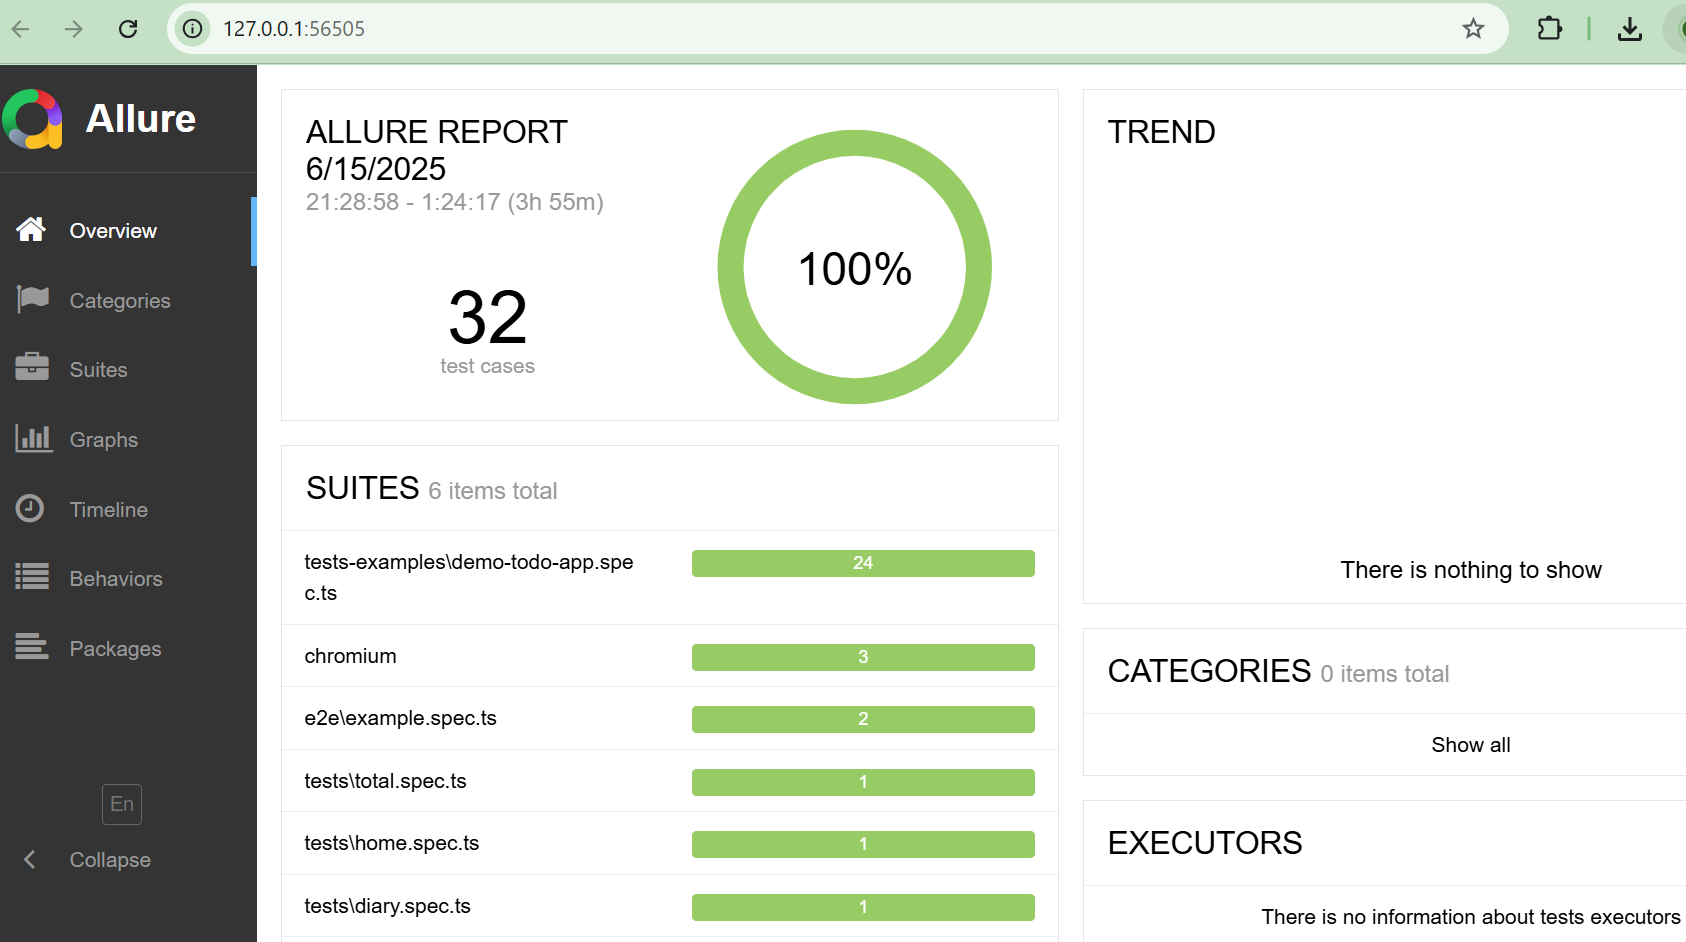 127.0.0.1:56505
Allure
Overview
Categories
Suites
Graphs
Timeline
Behaviors
Packages
En
Collapse
ALLURE REPORT
6/15/2025
21:28:58 - 1:24:17 (3h 55m)
32
test cases
100%
SUITES 6 items total
tests-examples\demo-todo-app.spe
c.ts
24
chromium
3
e2e\example.spec.ts
2
tests\total.spec.ts
1
tests\home.spec.ts
1
tests\diary.spec.ts
1
TREND
There is nothing to show
CATEGORIES 0 items total
Show all
EXECUTORS
There is no information about tests executors